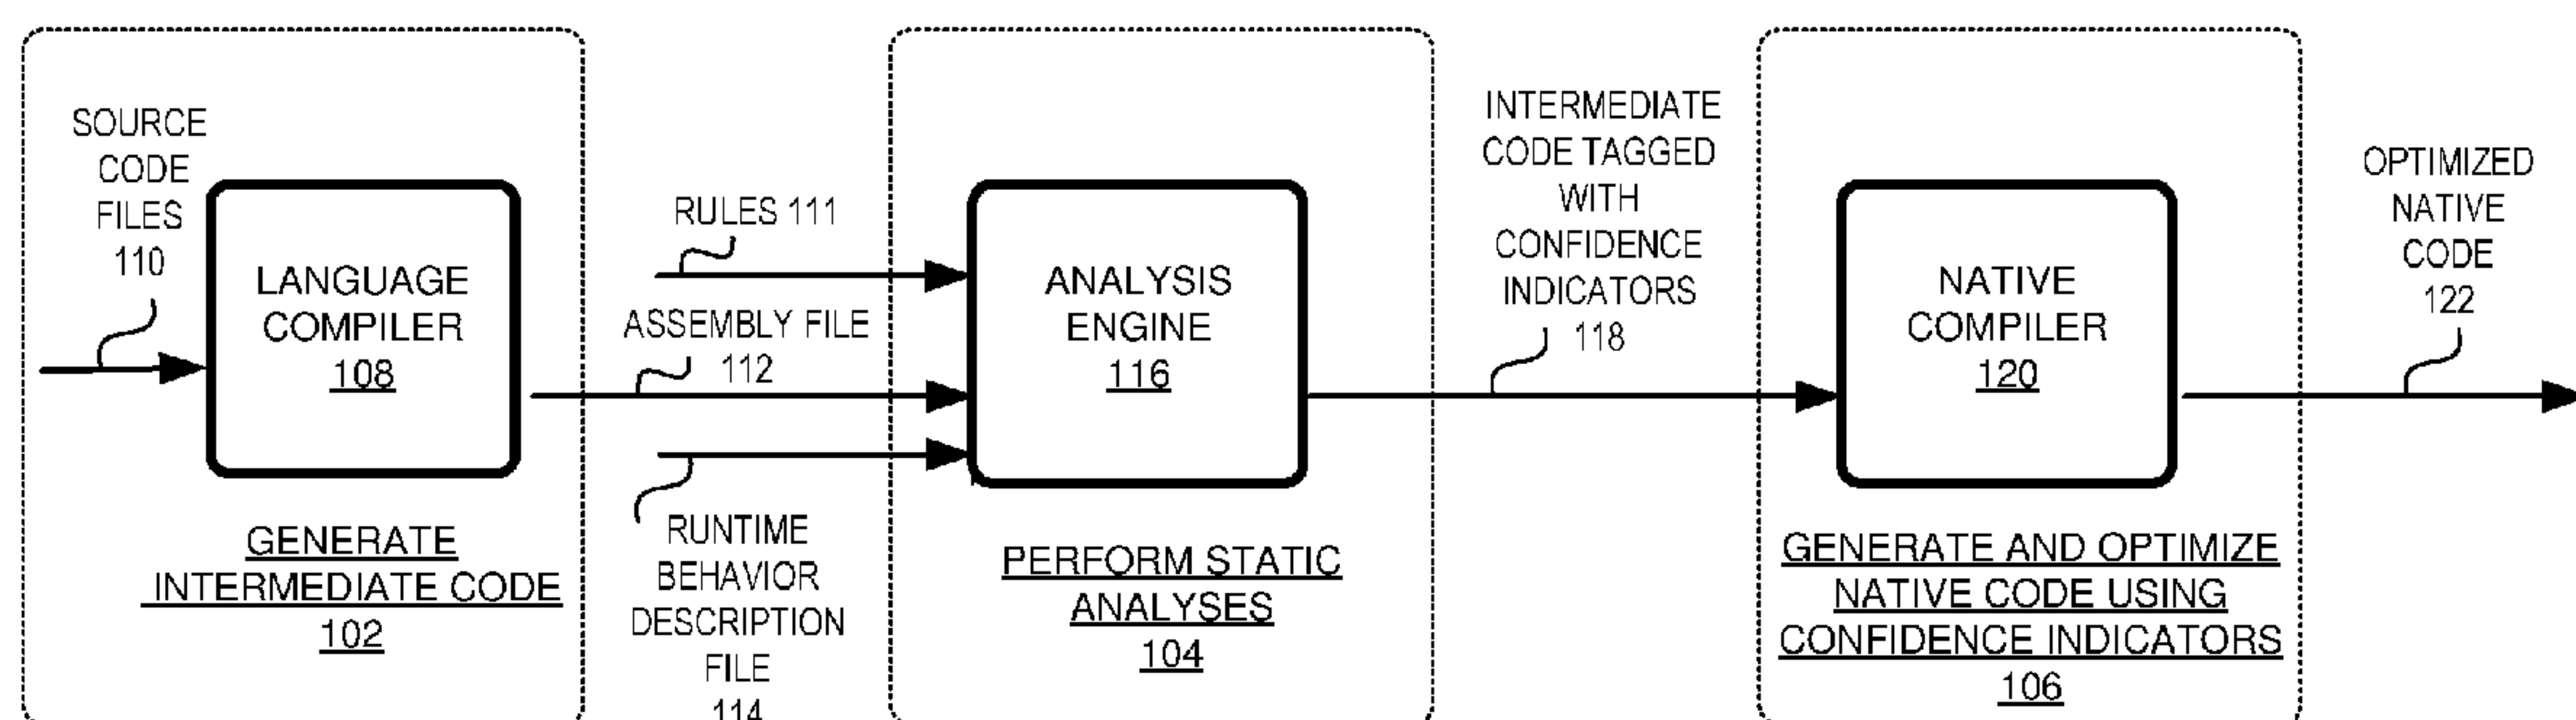 SOURCE
CODE
FILES
110
LANGUAGE
COMPILER
108
GENERATE
INTERMEDIATE CODE
102
RULES 111
ASSEMBLY FILE
112
RUNTIME
BEHAVIOR
DESCRIPTION
FILE
114
ANALYSIS
ENGINE
116
PERFORM STATIC
ANALYSES
104
INTERMEDIATE
CODE TAGGED
WITH
CONFIDENCE
INDICATORS
118
NATIVE
COMPILER
120
GENERATE AND OPTIMIZE
NATIVE CODE USING
CONFIDENCE INDICATORS
106
OPTIMIZED
NATIVE
CODE
122